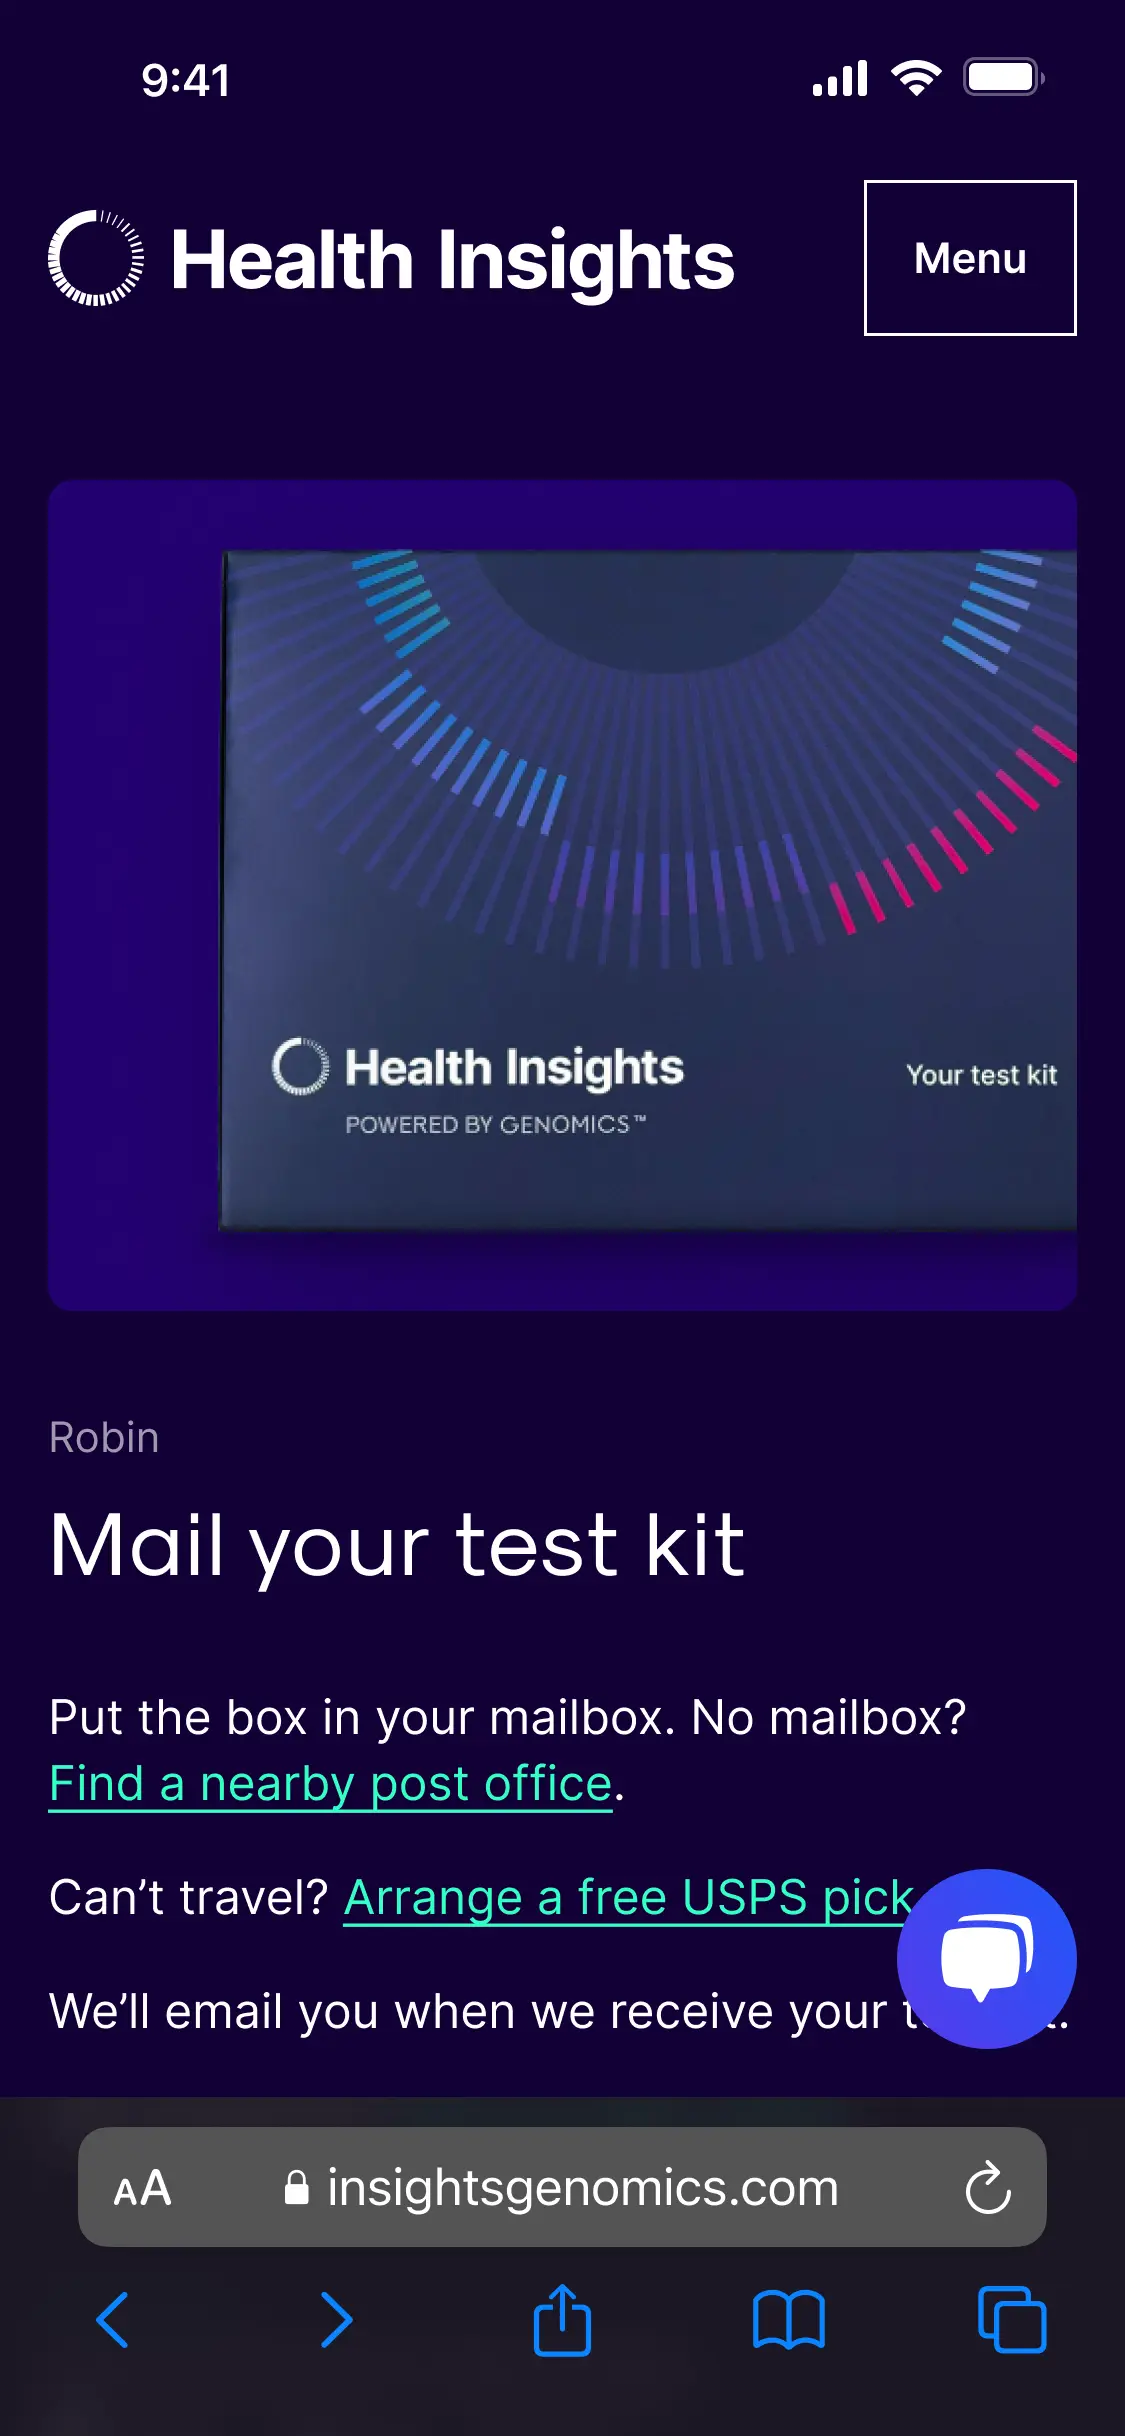 9:41
Health Insights
Menu
Health Insights
Your test kit
POWERED BY GENOMICS™
Robin
Mail your test kit
Put the box in your mailbox. No mailbox?
Find a nearby post office.
Can’t travel? Arrange a free USPS pick
We’ll email you when we receive your
AA
insightsgenomics.com